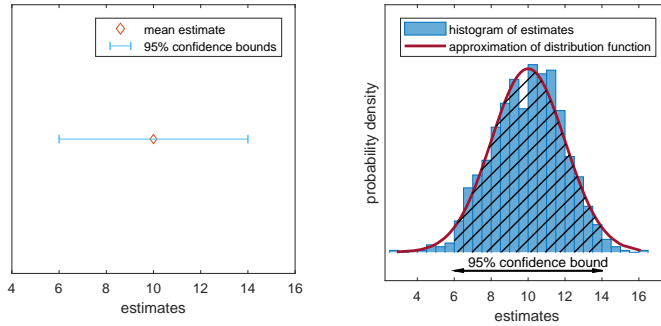 mean estimate
95% confidence bounds
4 6 8 10 12 14 16
estimates
histogram of estimates
approximation of distribution function
probability density
95% confidence bound
4 6 8 10 12 14 16
estimates